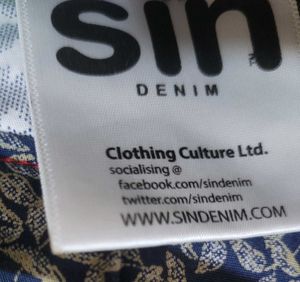 sin
DENIM
Clothing Culture Ltd.
socialising @
facebook.com/sindenim
twitter.com/sindenim
WWW.SINDENIM.COM